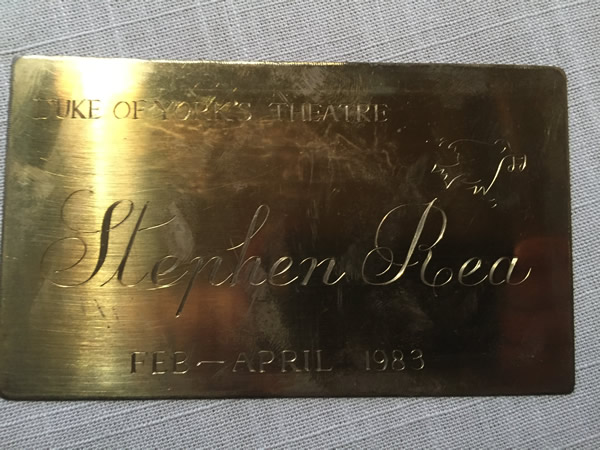 DUKE OF YORK'S THEATRE
Stephen Rea
FEB — APRIL 1983